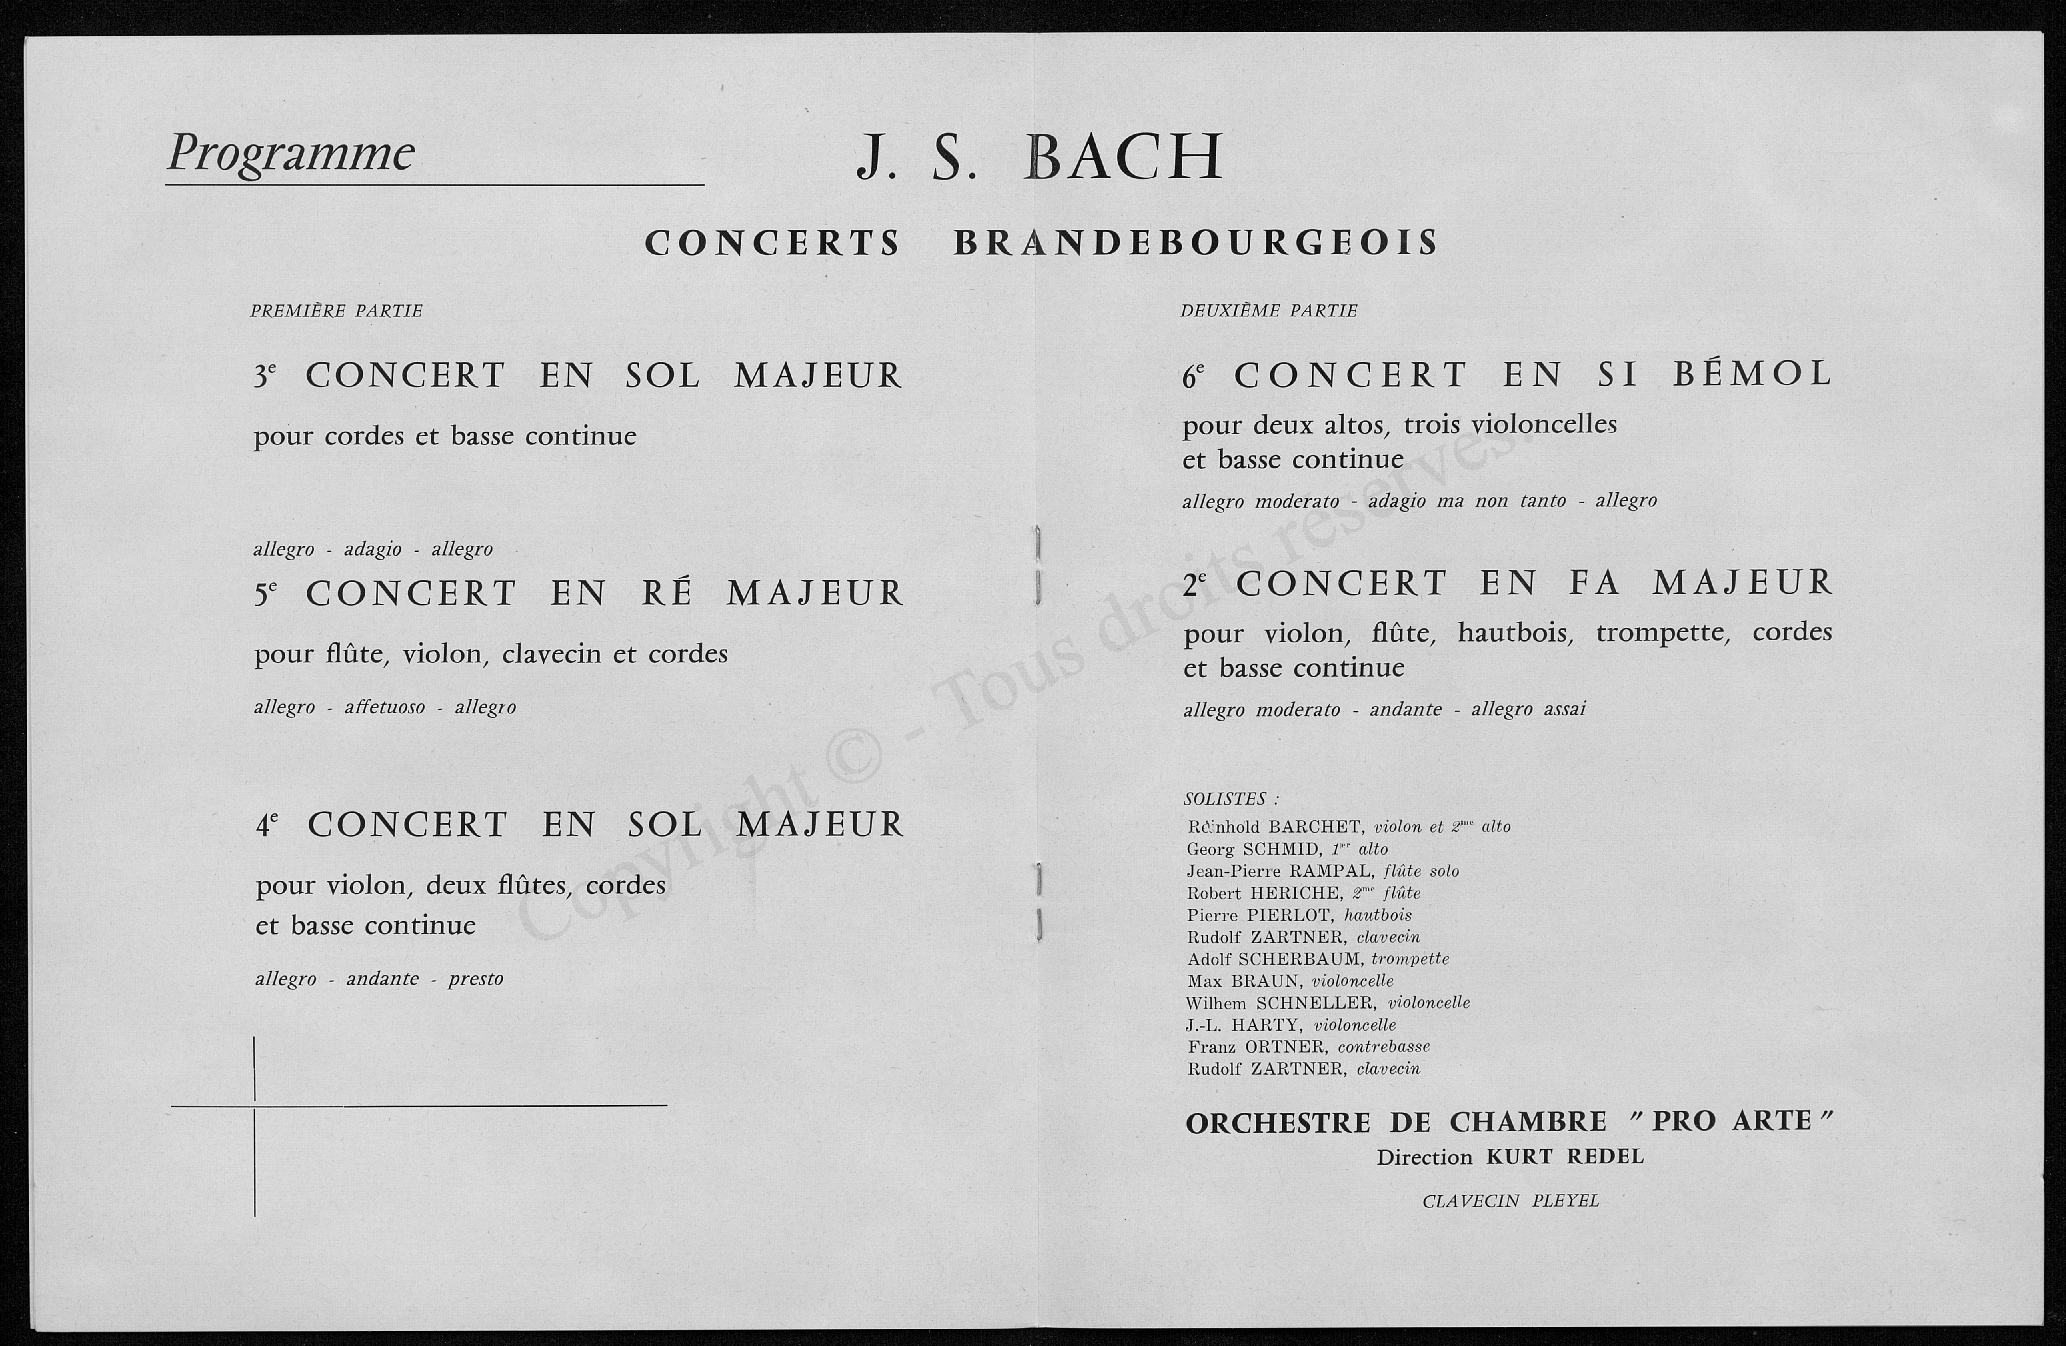 Programme
J. S. BACH
CONCERTS BRANDEBOURGEOIS
PREMIÈRE PARTIE
3e CONCERT EN SOL MAJEUR
pour cordes et basse continue
allegro - adagio - allegro
5e CONCERT EN RÉ MAJEUR
pour flûte, violon, clavecin et cordes
allegro - affetuoso - allegro
4e CONCERT EN SOL MAJEUR
pour violon, deux flûtes, cordes
et basse continue
allegro - andante - presto
DEUXIÈME PARTIE
6e CONCERT EN SI BÉMOL
pour deux altos, trois violoncelles
et basse continue
allegro moderato - adagio ma non tanto - allegro
2e CONCERT EN FA MAJEUR
pour violon, flûte, hautbois, trompette, cordes
et basse continue
allegro moderato - andante - allegro assai
SOLISTES :
Reinhold BARCHET, violon et 2me alto
Georg SCHMID, 1er alto
Jean-Pierre RAMPAL, flûte solo
Robert HERICHE, 2me flûte
Pierre PIERLOT, hautbois
Rudolf ZARTNER, clavecin
Adolf SCHERBAUM, trompette
Max BRAUN, violoncelle
Wilhem SCHNELLER, violoncelle
J.-L. HARTY, violoncelle
Franz ORTNER, contrebasse
Rudolf ZARTNER, clavecin
ORCHESTRE DE CHAMBRE "PRO ARTE"
Direction KURT REDEL
CLAVECIN PLEYEL
Copyright © - Tous droits reserves.